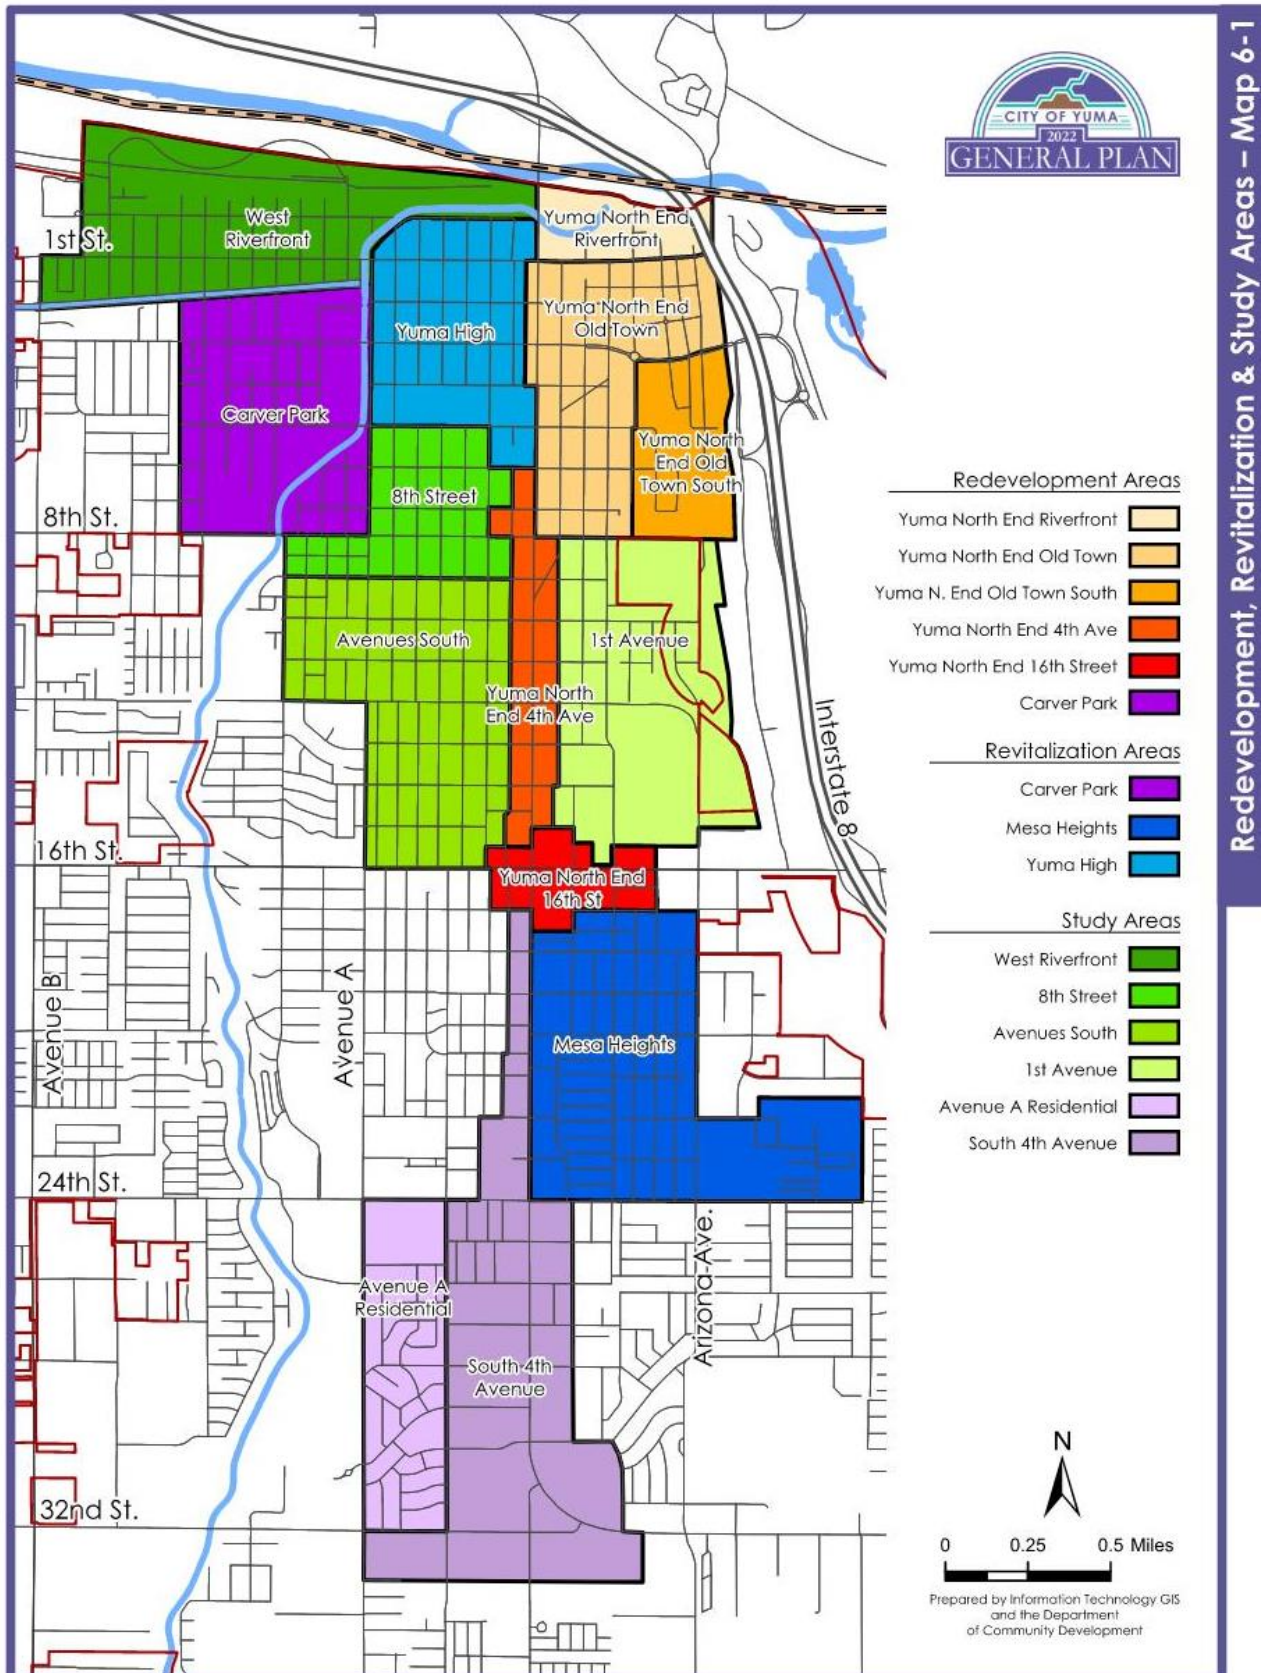 Redevelopment, Revitalization & Study Areas – Map 6-1
CITY OF YUMA
2022
GENERAL PLAN
West
Riverfront
1st St.
Yuma North End
Riverfront
Yuma North End
Old Town
Yuma High
Carver Park
Yuma North
End Old
Town South
8th Street
8th St.
Avenues South
1st Avenue
Yuma North
End 4th Ave
Interstate 8
16th St.
Yuma North End
16th St
Avenue B
Avenue A
Mesa Heights
24th St.
Arizona Ave.
Avenue A
Residential
South 4th
Avenue
32nd St.
Redevelopment Areas
Yuma North End Riverfront
Yuma North End Old Town
Yuma N. End Old Town South
Yuma North End 4th Ave
Yuma North End 16th Street
Carver Park
Revitalization Areas
Carver Park
Mesa Heights
Yuma High
Study Areas
West Riverfront
8th Street
Avenues South
1st Avenue
Avenue A Residential
South 4th Avenue
N
0 0.25 0.5 Miles
Prepared by Information Technology GIS
and the Department
of Community Development